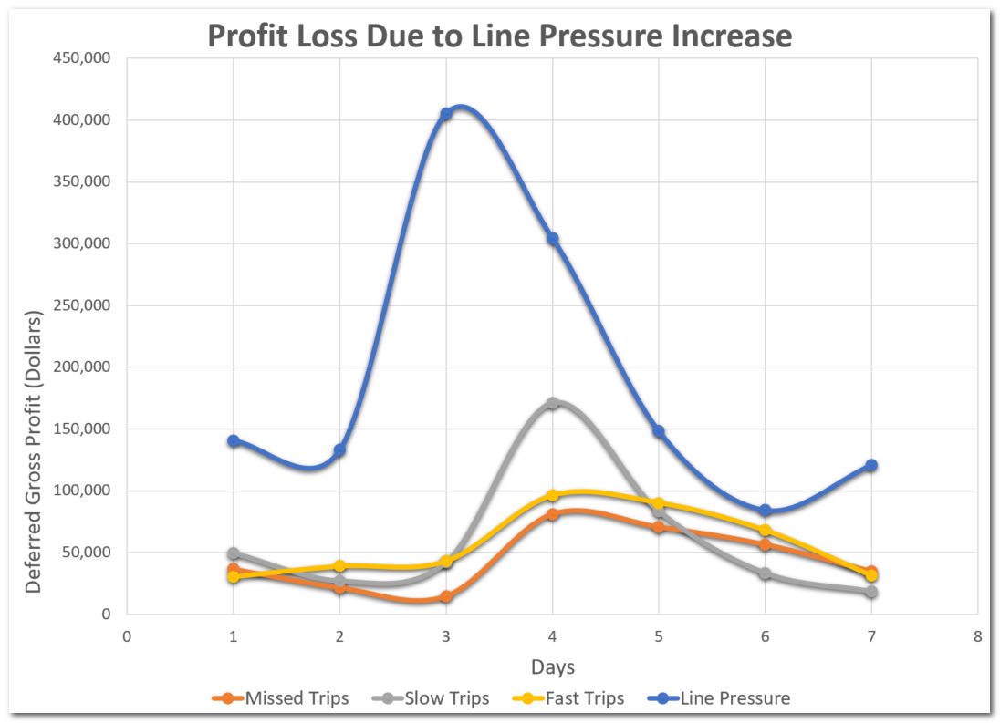 Profit Loss Due to Line Pressure Increase
450,000
400,000
350,000
300,000
250,000
200,000
150,000
100,000
50,000
0
Deferred Gross Profit (Dollars)
0 1 2 3 4 5 6 7 8
Days
Missed Trips Slow Trips Fast Trips Line Pressure